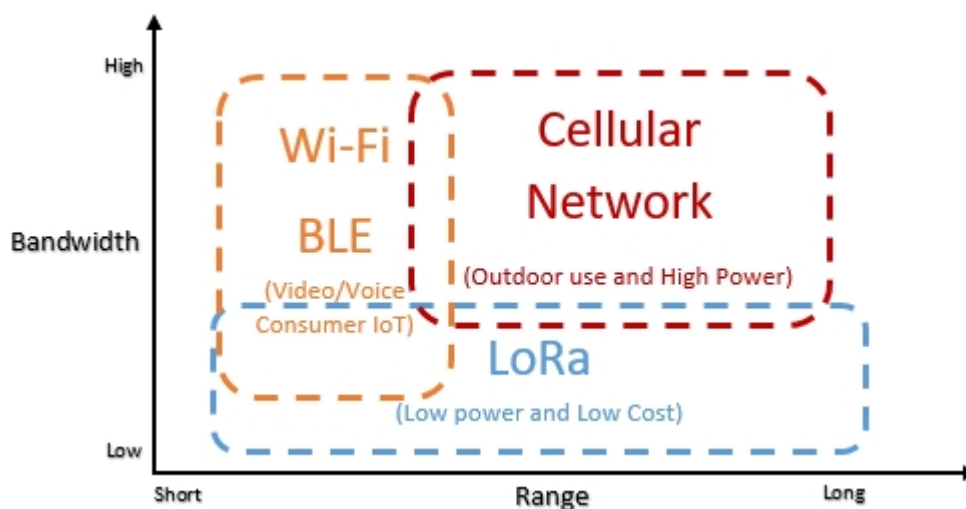 High
Wi-Fi
BLE
(Video/Voice
Consumer IoT)
Cellular
Network
(Outdoor use and High Power)
Bandwidth
LoRa
(Low power and Low Cost)
Low
Short
Range
Long